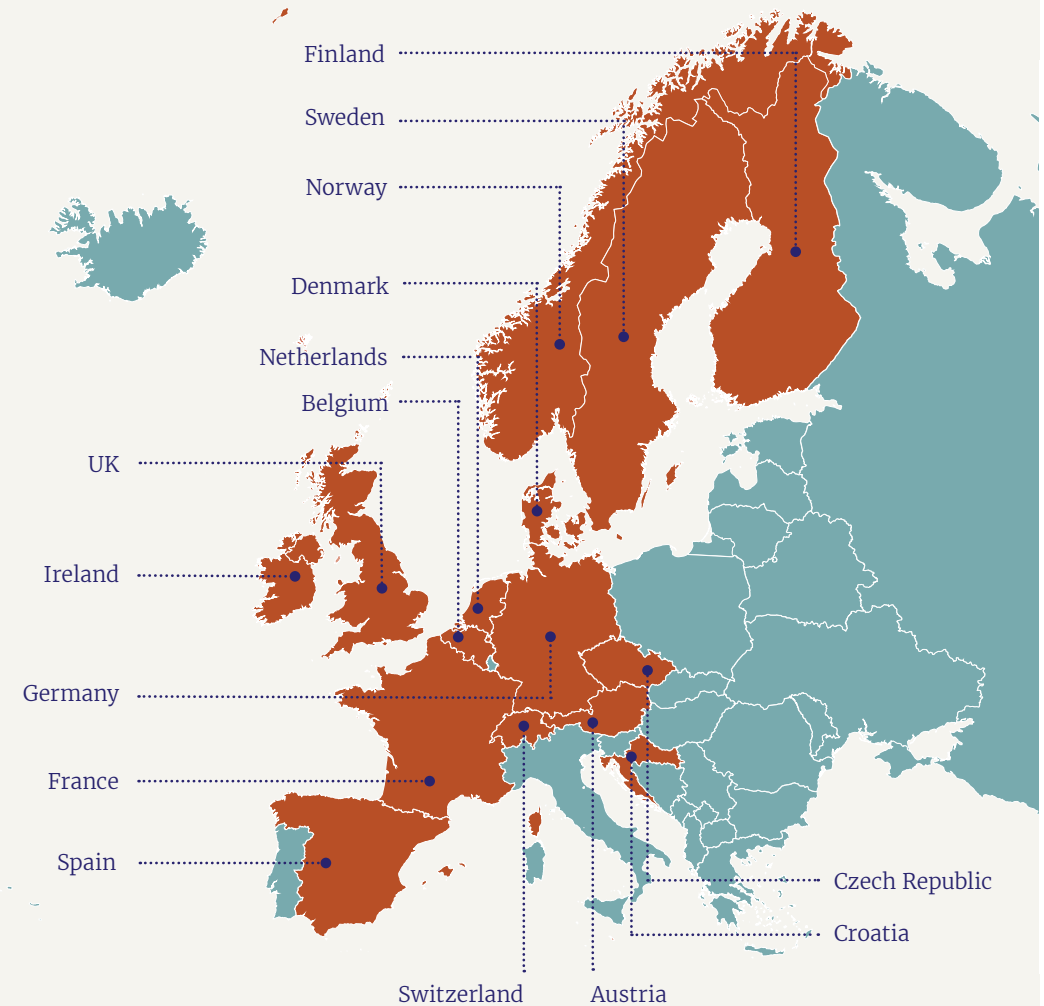 Finland
Sweden
Norway
Denmark
Netherlands
Belgium
UK
Ireland
Germany
France
Spain
Czech Republic
Croatia
Switzerland
Austria